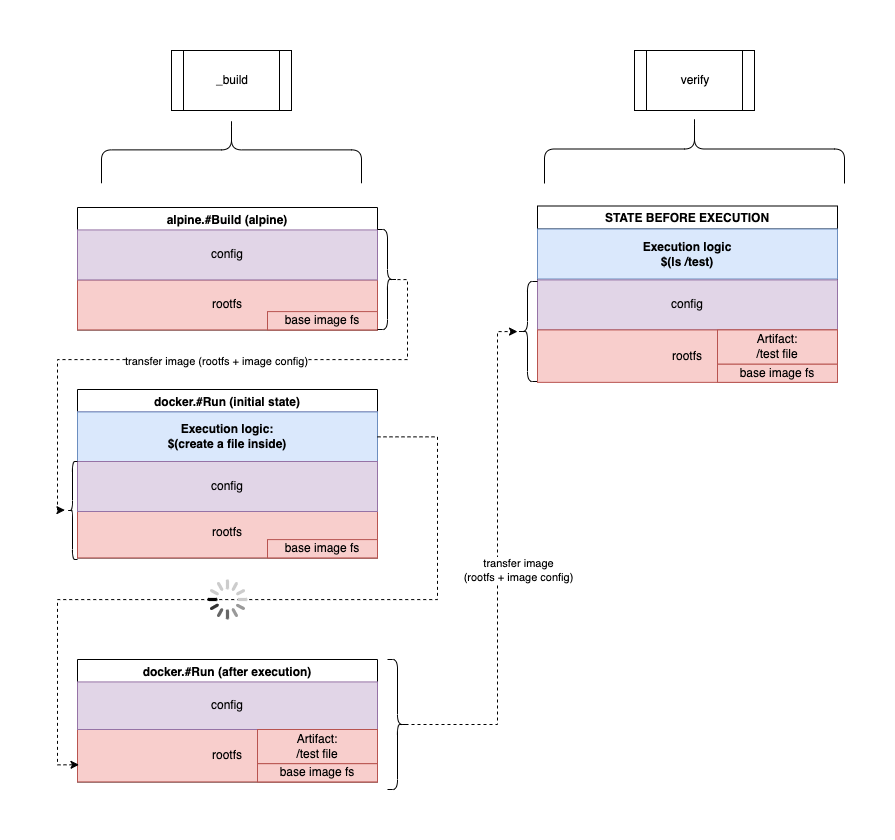 _build
alpine.#Build (alpine)
config
rootfs
base image fs
transfer image (rootfs + image config)
docker.#Run (initial state)
Execution logic:
$(create a file inside)
config
rootfs
base image fs
docker.#Run (after execution)
config
rootfs
Artifact:
/test file
base image fs
transfer image
(rootfs + image config)
verify
STATE BEFORE EXECUTION
Execution logic
$(ls /test)
config
rootfs
Artifact:
/test file
base image fs